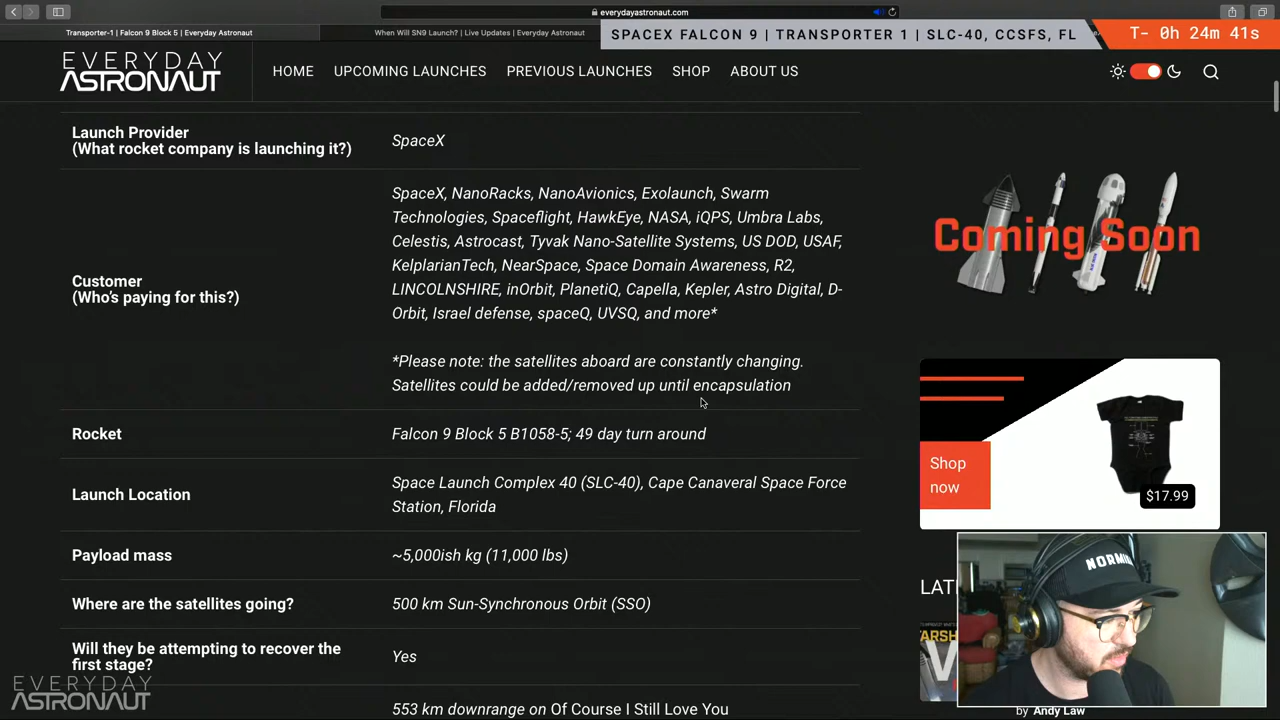 everydayastronaut.com
Transporter-1 | Falcon 9 Block 5 | Everyday Astronaut
When Will SN9 Launch? | Live Updates | Everyday Astronaut
SPACEX FALCON 9 | TRANSPORTER 1 | SLC-40, CCSFS, FL
T- 0h 24m 41s
EVERYDAY
ASTRONAUT
HOME
UPCOMING LAUNCHES
PREVIOUS LAUNCHES
SHOP
ABOUT US
Launch Provider
(What rocket company is launching it?)
SpaceX
Customer
(Who's paying for this?)
SpaceX, NanoRacks, NanoAvionics, Exolaunch, Swarm
Technologies, Spaceflight, HawkEye, NASA, iQPS, Umbra Labs,
Celestis, Astrocast, Tyvak Nano-Satellite Systems, US DOD, USAF,
KelplarianTech, NearSpace, Space Domain Awareness, R2,
LINCOLNSHIRE, inOrbit, PlanetiQ, Capella, Kepler, Astro Digital, D-
Orbit, Israel defense, spaceQ, UVSQ, and more*
*Please note: the satellites aboard are constantly changing.
Satellites could be added/removed up until encapsulation
Rocket
Falcon 9 Block 5 B1058-5; 49 day turn around
Launch Location
Space Launch Complex 40 (SLC-40), Cape Canaveral Space Force
Station, Florida
Payload mass
~5,000ish kg (11,000 lbs)
Where are the satellites going?
500 km Sun-Synchronous Orbit (SSO)
Will they be attempting to recover the
first stage?
Yes
553 km downrange on Of Course I Still Love You
Coming Soon
Shop
now
$17.99
LAT
ARSH
V
NORMI
by Andy Law
EVERYDAY
ASTRONAUT